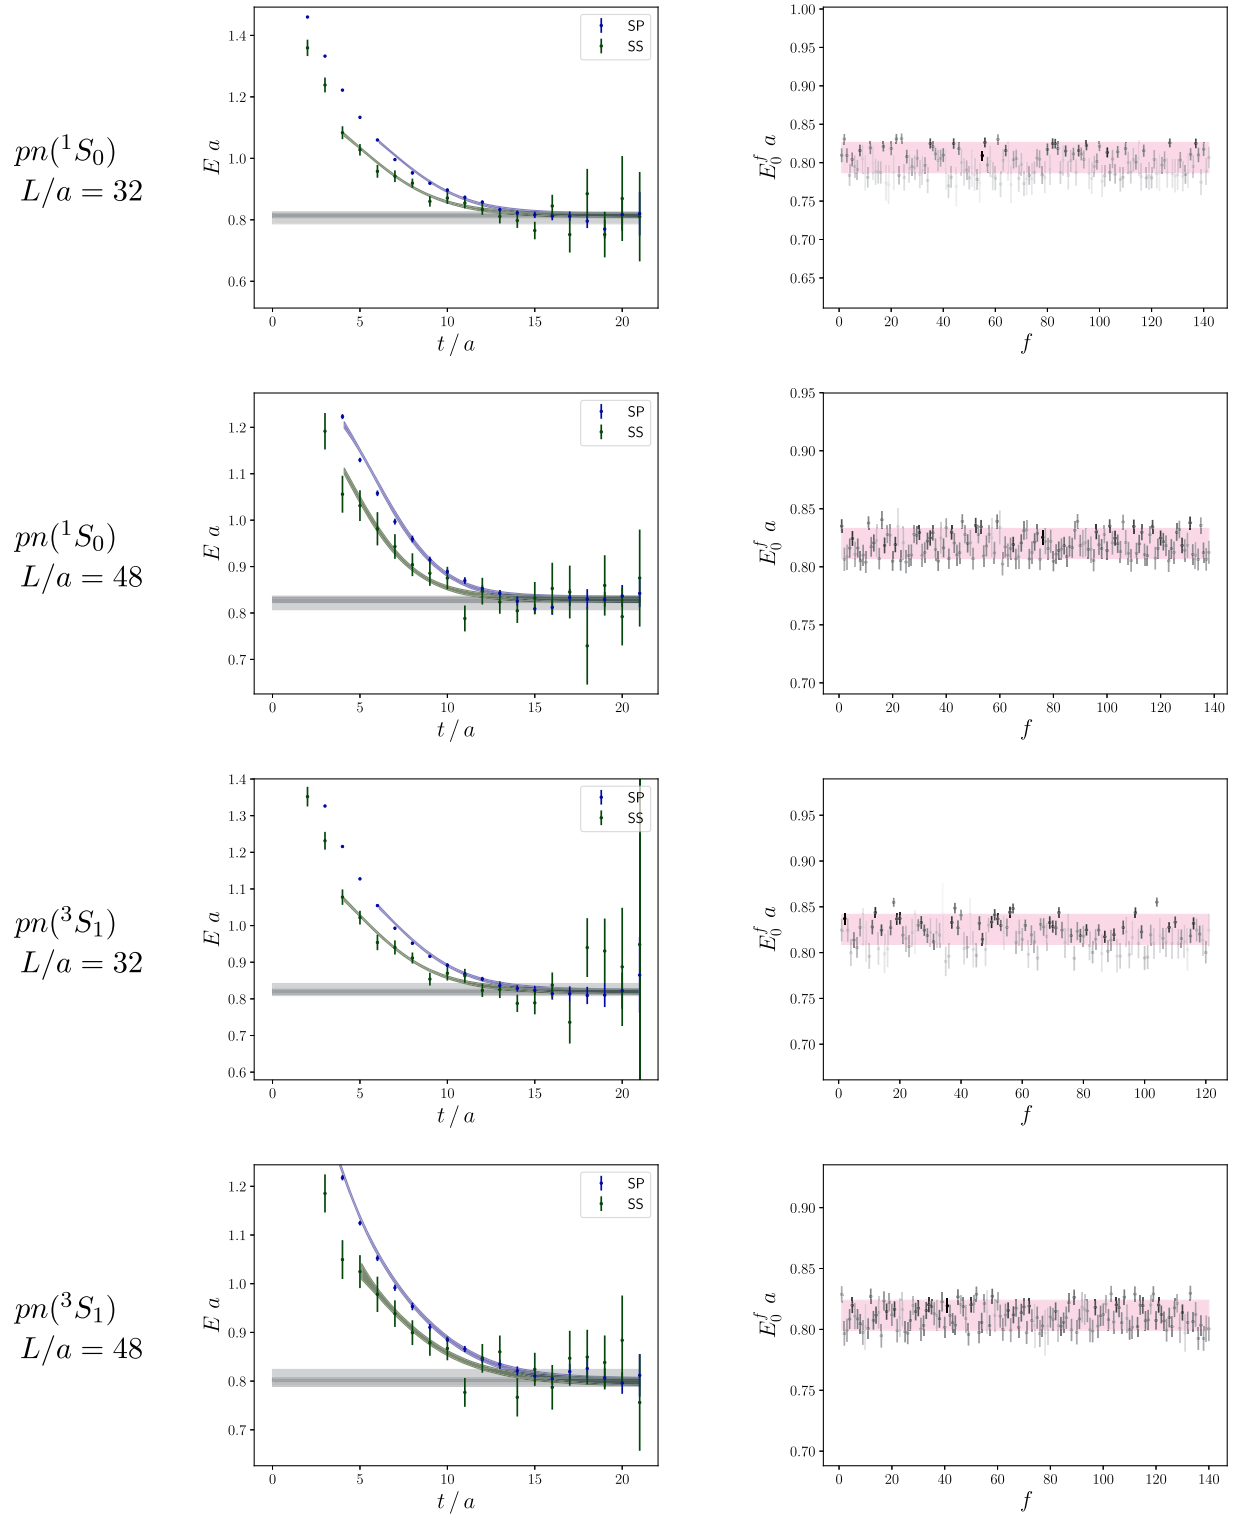 pn(¹S₀)
L/a = 32
1.4
1.2
1.0
0.8
0.6
E a
0 5 10 15 20
t / a
SP
SS
1.00
0.95
0.90
0.85
0.80
0.75
0.70
0.65
E₀ᶠ a
0 20 40 60 80 100 120 140
f
pn(¹S₀)
L/a = 48
1.2
1.1
1.0
0.9
0.8
0.7
E a
0 5 10 15 20
t / a
SP
SS
0.95
0.90
0.85
0.80
0.75
0.70
E₀ᶠ a
0 20 40 60 80 100 120 140
f
pn(³S₁)
L/a = 32
1.4
1.3
1.2
1.1
1.0
0.9
0.8
0.7
0.6
E a
0 5 10 15 20
t / a
SP
SS
0.95
0.90
0.85
0.80
0.75
0.70
E₀ᶠ a
0 20 40 60 80 100 120
f
pn(³S₁)
L/a = 48
1.2
1.1
1.0
0.9
0.8
0.7
E a
0 5 10 15 20
t / a
SP
SS
0.90
0.85
0.80
0.75
0.70
E₀ᶠ a
0 20 40 60 80 100 120 140
f